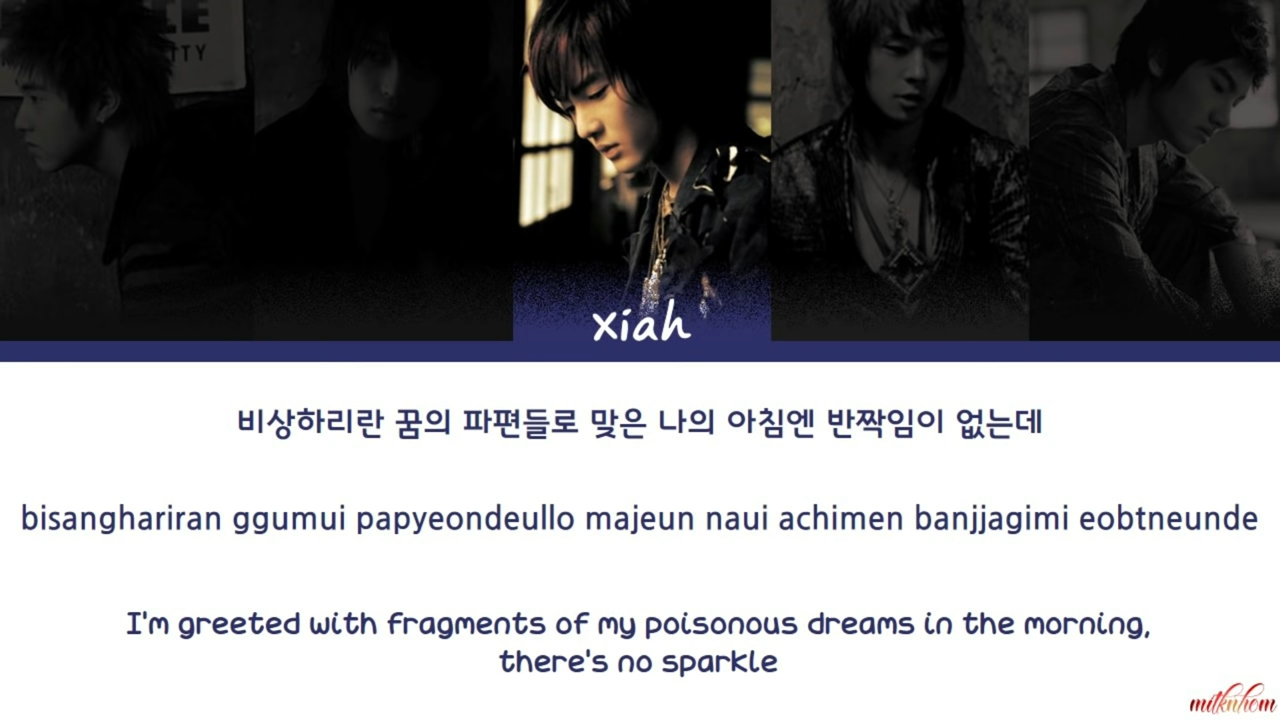 TTY
xiah
비상하리란 꿈의 파편들로 맞은 나의 아침엔 반짝임이 없는데
bisanghariran ggumui papyeondeullo majeun naui achimen banjjagimi eobtneunde
I'm greeted with fragments of my poisonous dreams in the morning,
there's no sparkle
mitknhom